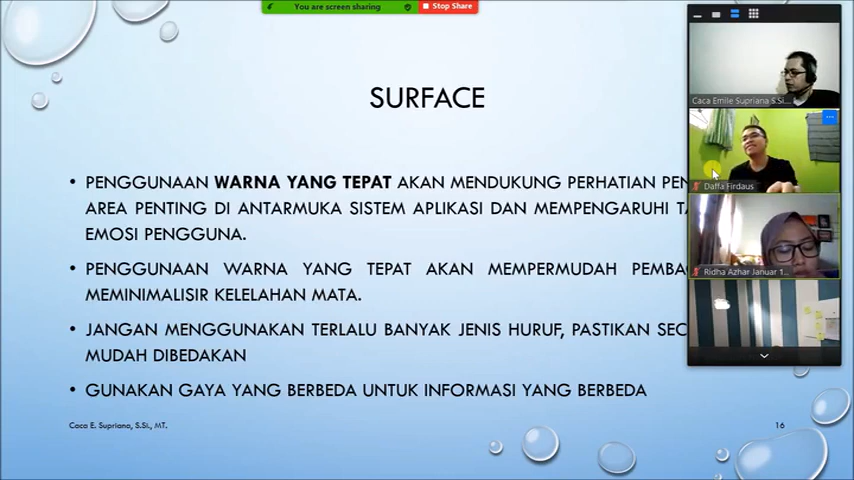 You are screen sharing
Stop Share
SURFACE
• PENGGUNAAN WARNA YANG TEPAT AKAN MENDUKUNG PERHATIAN PEN
AREA PENTING DI ANTARMUKA SISTEM APLIKASI DAN MEMPENGARUHI TA
EMOSI PENGGUNA.
• PENGGUNAAN WARNA YANG TEPAT AKAN MEMPERMUDAH PEMBA
MEMINIMALISIR KELELAHAN MATA.
• JANGAN MENGGUNAKAN TERLALU BANYAK JENIS HURUF, PASTIKAN SEC
MUDAH DIBEDAKAN
• GUNAKAN GAYA YANG BERBEDA UNTUK INFORMASI YANG BERBEDA
Caca E. Supriana, S.Si., MT.
16
Caca Emile Supriana S.Si...
Daffa Firdaus
Ridha Azhar Januar 1...